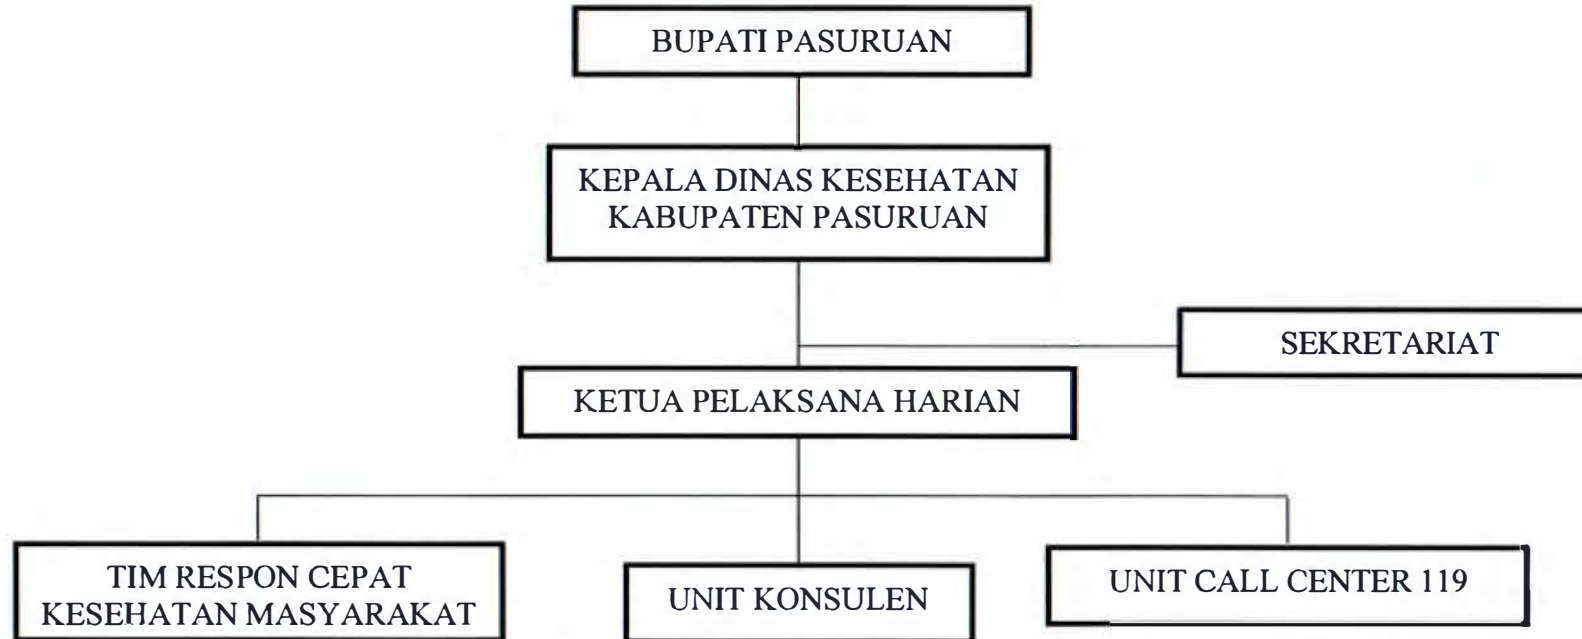 BUPATI PASURUAN
KEPALA DINAS KESEHATAN
KABUPATEN PASURUAN
SEKRETARIAT
KETUA PELAKSANA HARIAN
TIM RESPON CEPAT
KESEHATAN MASYARAKAT
UNIT KONSULEN
UNIT CALL CENTER 119